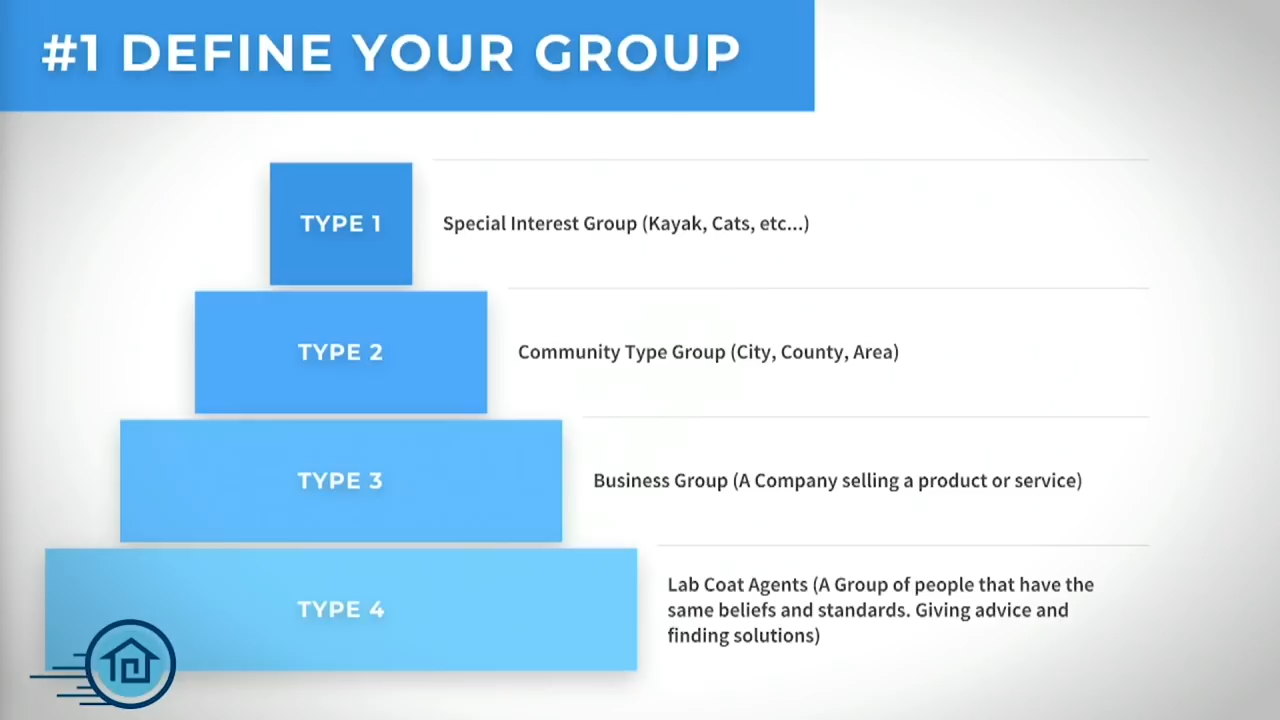 #1 DEFINE YOUR GROUP
TYPE 1
Special Interest Group (Kayak, Cats, etc...)
TYPE 2
Community Type Group (City, County, Area)
TYPE 3
Business Group (A Company selling a product or service)
TYPE 4
Lab Coat Agents (A Group of people that have the
same beliefs and standards. Giving advice and
finding solutions)